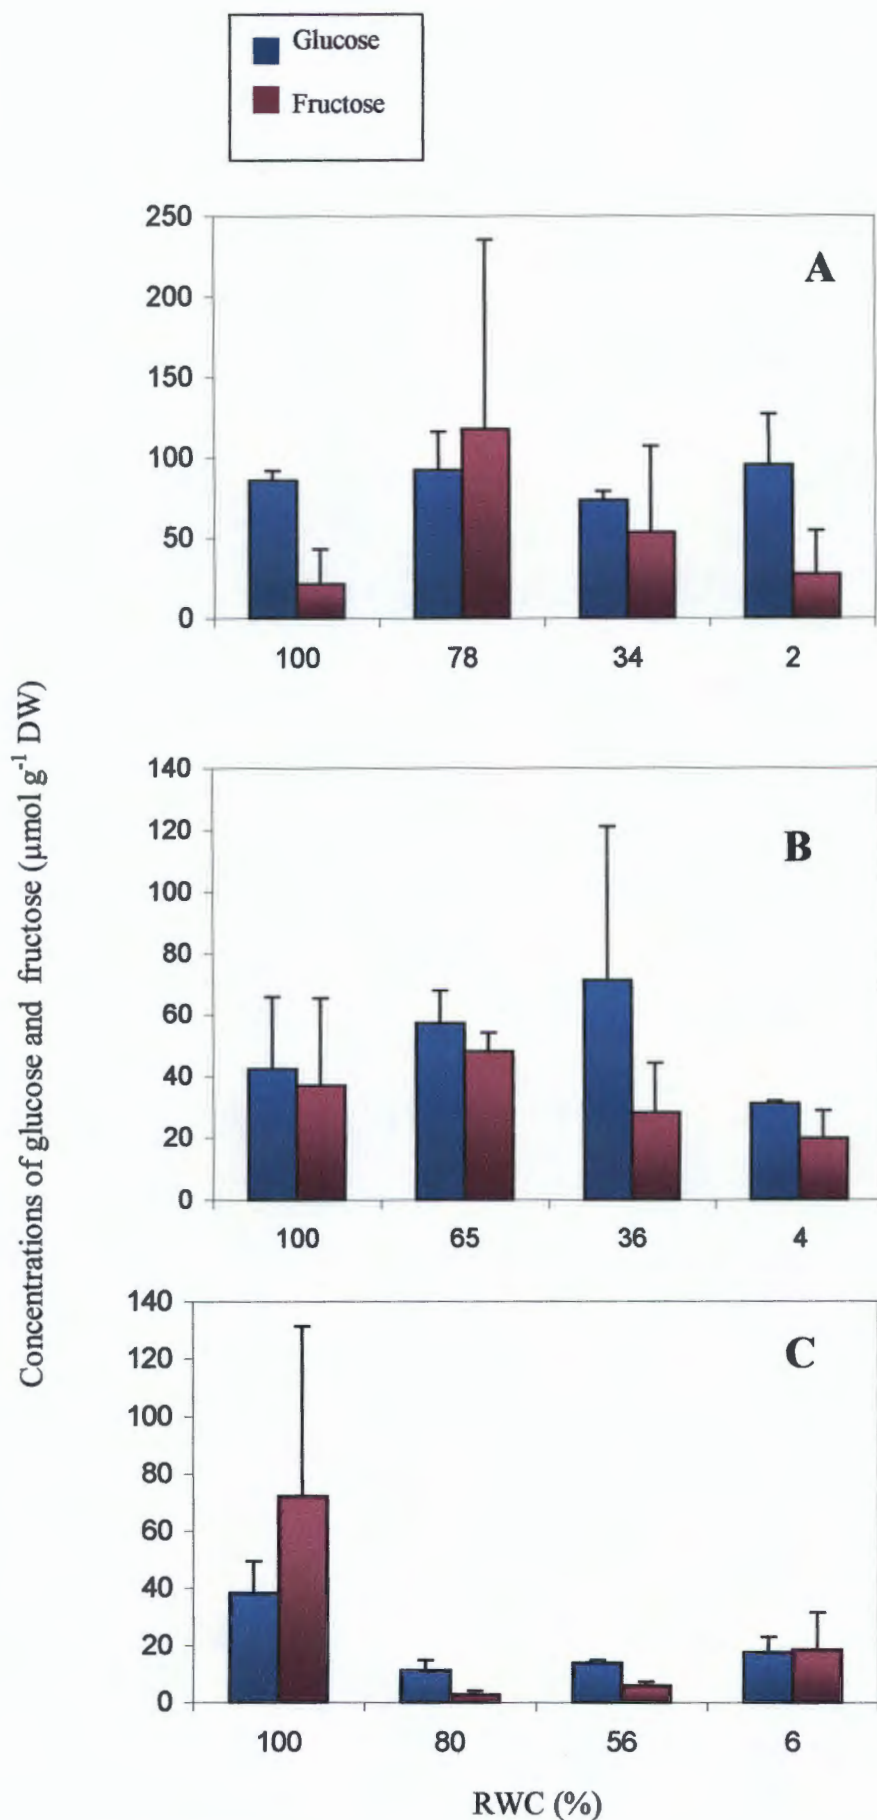 Glucose
Fructose
Concentrations of glucose and fructose (µmol g⁻¹ DW)
250
200
150
100
50
0
A
100 78 34 2
140
120
100
80
60
40
20
0
B
100 65 36 4
140
120
100
80
60
40
20
0
C
100 80 56 6
RWC (%)